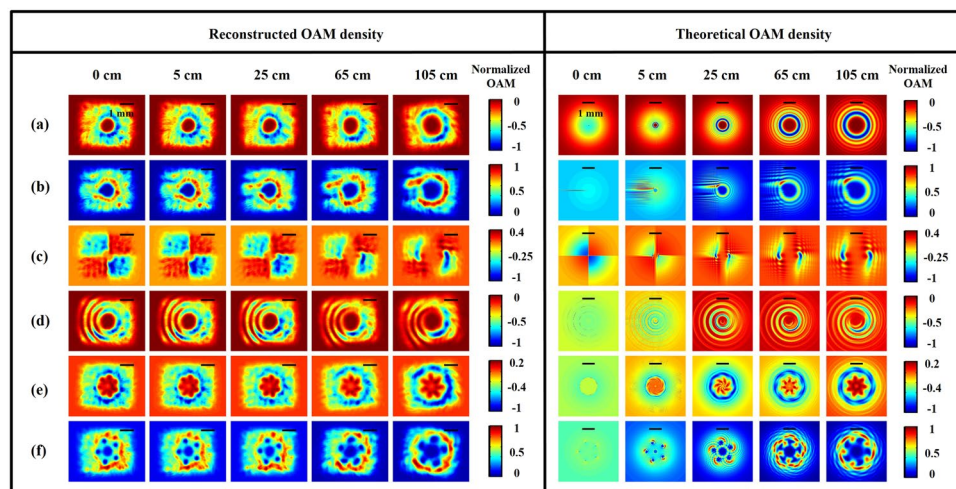 Reconstructed OAM density Theoretical OAM density
0 cm 5 cm 25 cm 65 cm 105 cm Normalized OAM 0 cm 5 cm 25 cm 65 cm 105 cm Normalized OAM
(a) 1 mm 0 -0.5 -1 1 mm 0 -0.5 -1
(b) 1 0.5 0 1 0.5 0
(c) 0.4 -0.25 -1 0.4 -0.25 -1
(d) 0 -0.5 -1 0 -0.5 -1
(e) 0.2 -0.4 -1 0.2 -0.4 -1
(f) 1 0.5 0 1 0.5 0